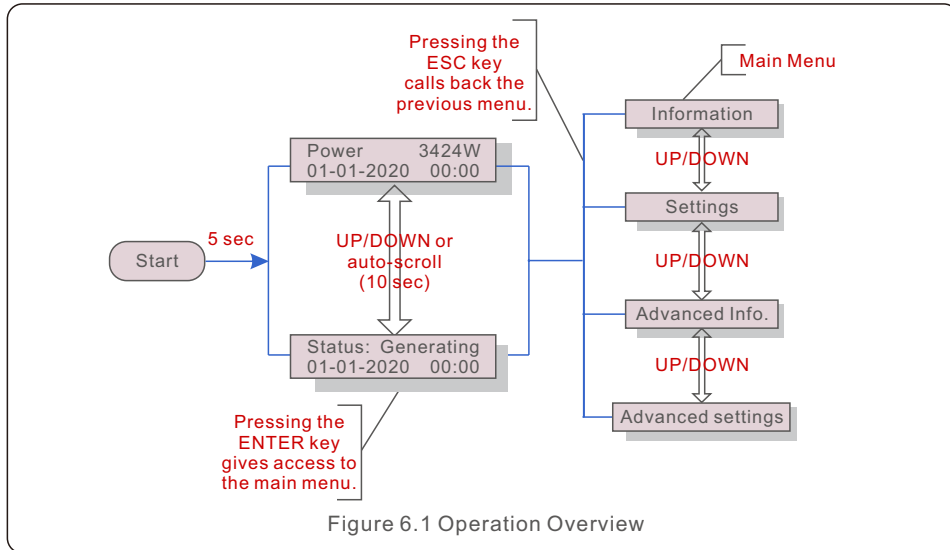 Pressing the
ESC key
calls back the
previous menu.
Main Menu
Information
Power 3424W
01-01-2020 00:00
UP/DOWN
Settings
5 sec
Start
UP/DOWN or
auto-scroll
(10 sec)
UP/DOWN
Advanced Info.
Status: Generating
01-01-2020 00:00
UP/DOWN
Advanced settings
Pressing the
ENTER key
gives access to
the main menu.
Figure 6.1 Operation Overview